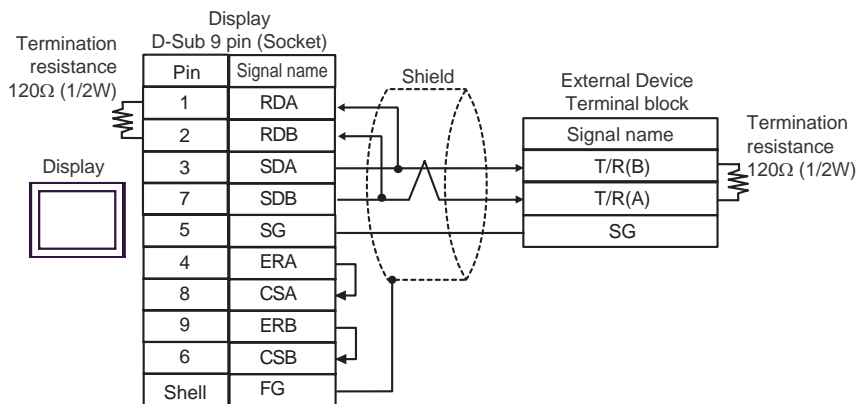 Display
D-Sub 9 pin (Socket)
Termination
resistance
120Ω (1/2W)
Pin Signal name
1 RDA
2 RDB
3 SDA
7 SDB
5 SG
4 ERA
8 CSA
9 ERB
6 CSB
Shell FG
Display
Shield
External Device
Terminal block
Signal name
T/R(B)
T/R(A)
SG
Termination
resistance
120Ω (1/2W)